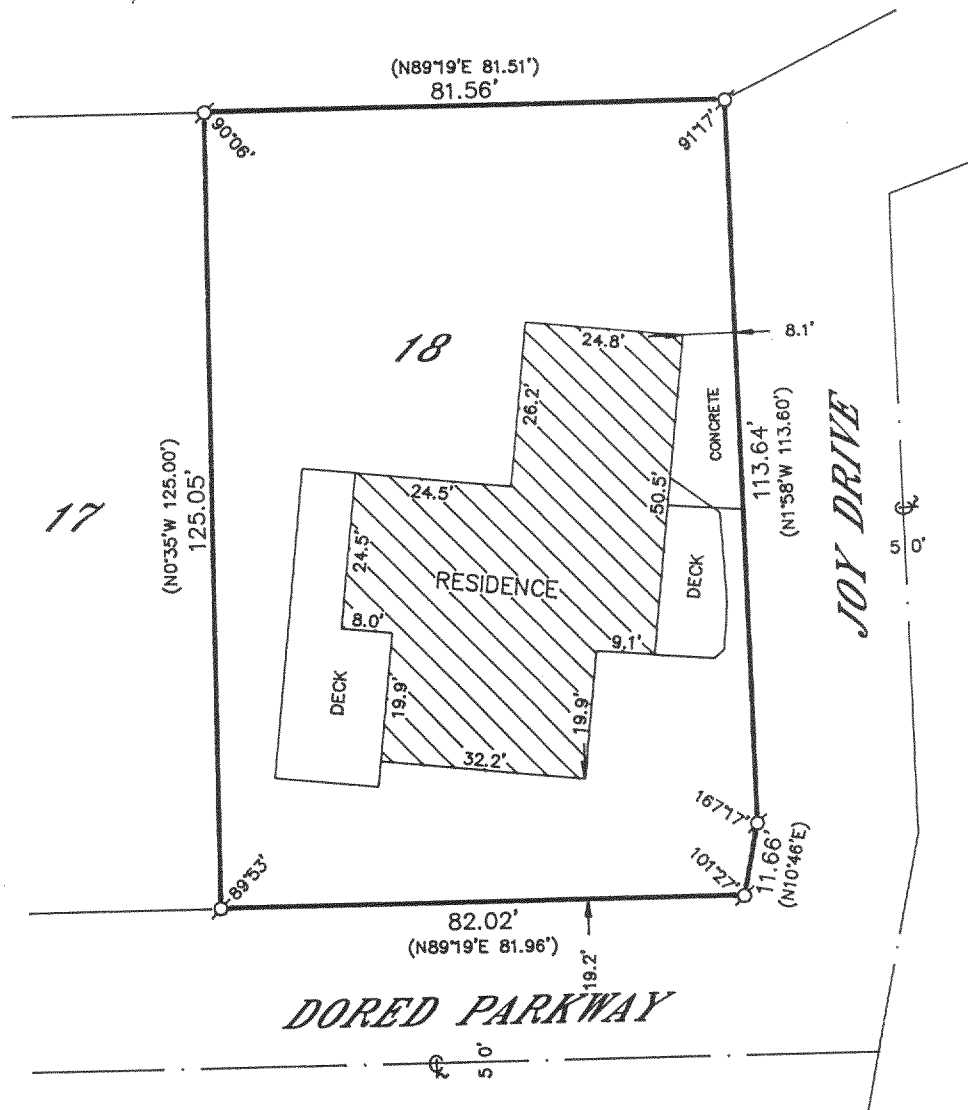 (N89°19'E 81.51')
81.56'
90°06'
91°17'
18
24.8'
8.1'
26.2'
CONCRETE
113.64'
(N1°58'W 113.60')
JOY DRIVE
(N0°35'W 125.00')
125.05'
17
24.5'
50.5'
24.5'
RESIDENCE
DECK
℄
50'
8.0'
9.1'
DECK
19.9'
19.9'
32.2'
167°17'
101°27'
11.66'
(N10°46'E)
89°53'
82.02'
(N89°19'E 81.96')
19.2'
DORED PARKWAY
℄
50'